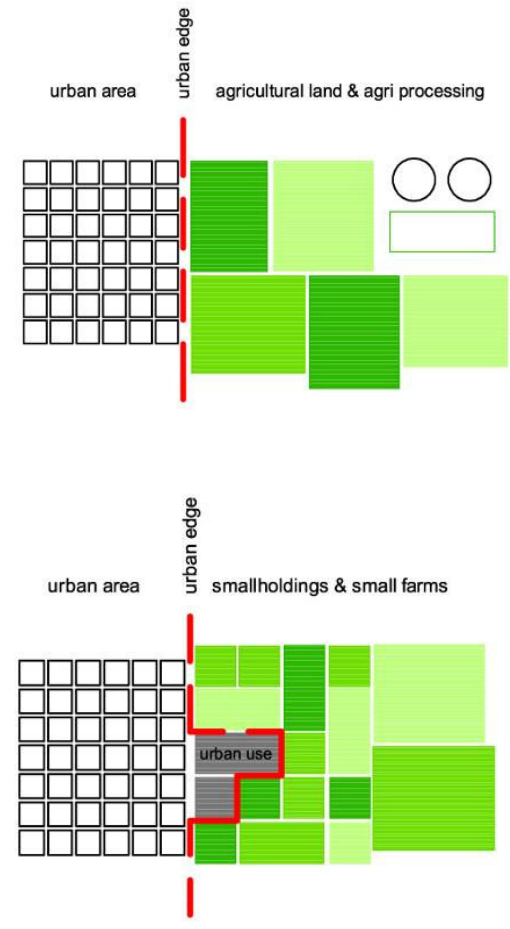 urban area
urban edge
agricultural land & agri processing
urban area
urban edge
smallholdings & small farms
urban use